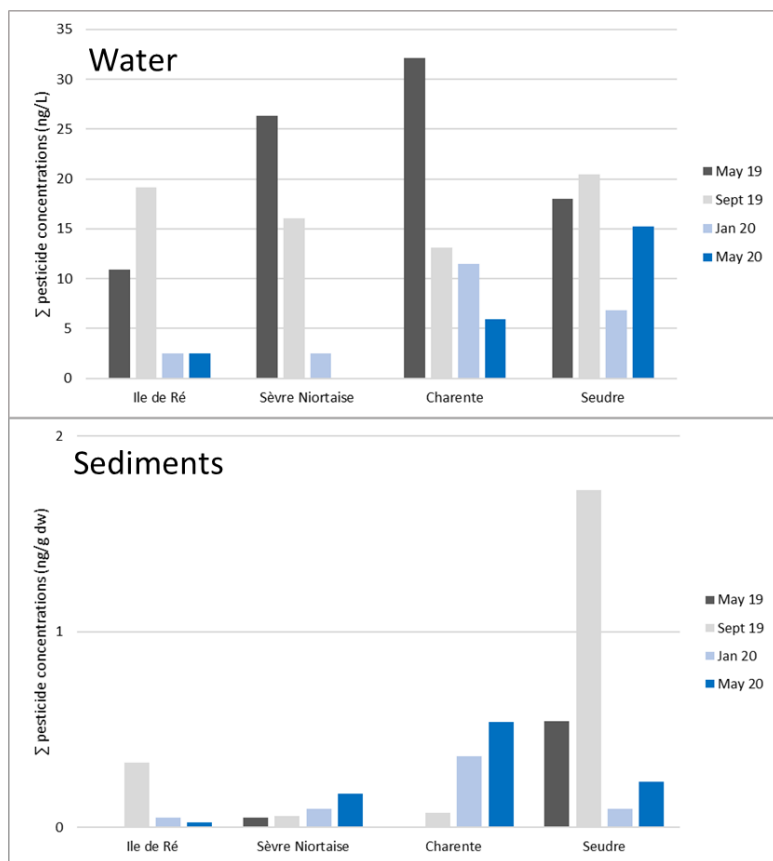 Water
∑ pesticide concentrations (ng/L)
35
30
25
20
15
10
5
0
Ile de Ré
Sèvre Niortaise
Charente
Seudre
May 19
Sept 19
Jan 20
May 20
Sediments
∑ pesticide concentrations (ng/g dw)
2
1
0
Ile de Ré
Sèvre Niortaise
Charente
Seudre
May 19
Sept 19
Jan 20
May 20